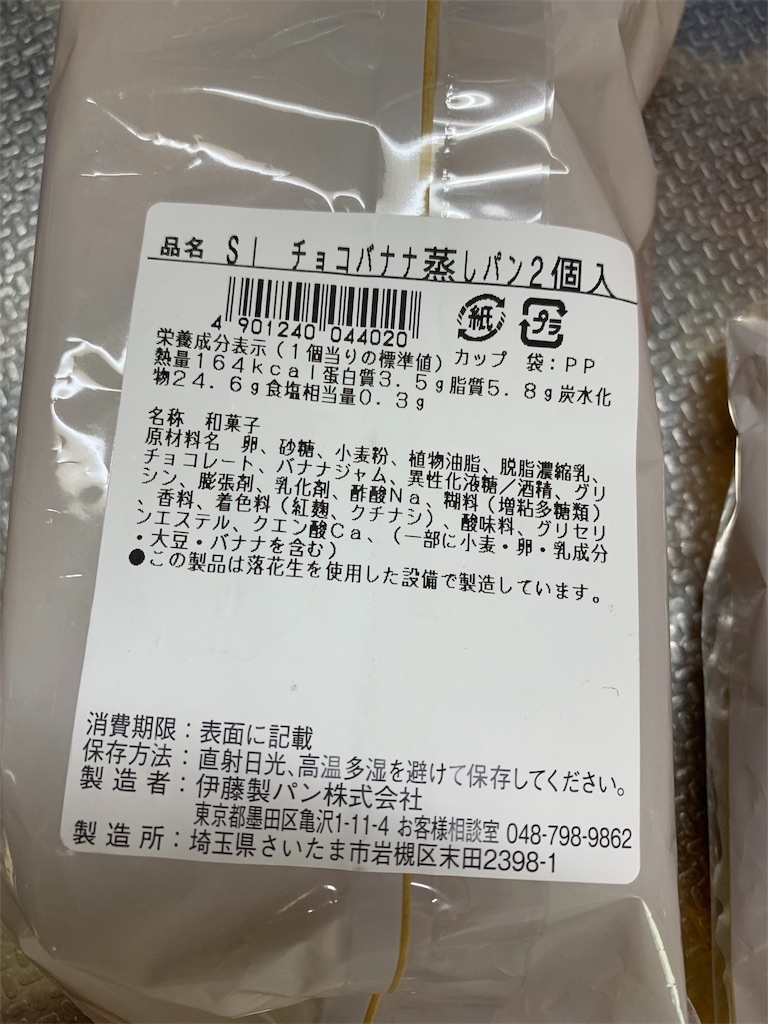 品名 SI チョコバナナ蒸しパン2個入
4 901240 044020
紙 プラ
カップ 袋:PP
栄養成分表示(1個当りの標準値)
熱量164kcal蛋白質3.5g脂質5.8g炭水化
物24.6g食塩相当量0.3g
名称 和菓子
原材料名 卵、砂糖、小麦粉、植物油脂、脱脂濃縮乳、
チョコレート、バナナジャム、異性化液糖/酒精、グリ
シン、膨張剤、乳化剤、酢酸Na、糊料(増粘多糖類)
、香料、着色料(紅麹、クチナシ)、酸味料、グリセリ
ンエステル、クエン酸Ca、(一部に小麦・卵・乳成分
・大豆・バナナを含む)
●この製品は落花生を使用した設備で製造しています。
消費期限:表面に記載
保存方法:直射日光、高温多湿を避けて保存してください。
製造者:伊藤製パン株式会社
東京都墨田区亀沢1-11-4 お客様相談室 048-798-9862
製造所:埼玉県さいたま市岩槻区末田2398-1